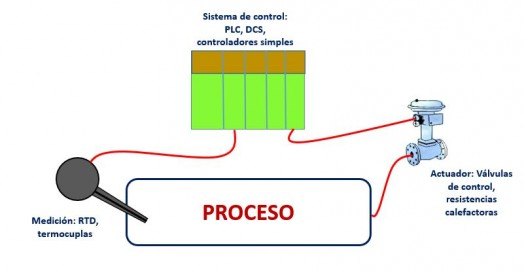 Sistema de control:
PLC, DCS,
controladores simples
Actuador: Válvulas
de control,
resistencias
calefactoras
PROCESO
Medición: RTD,
termocuplas